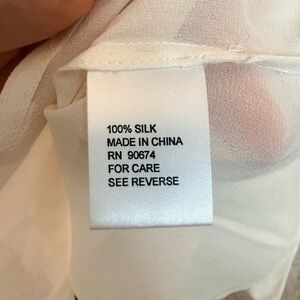 100% SILK
MADE IN CHINA
RN 90674
FOR CARE
SEE REVERSE